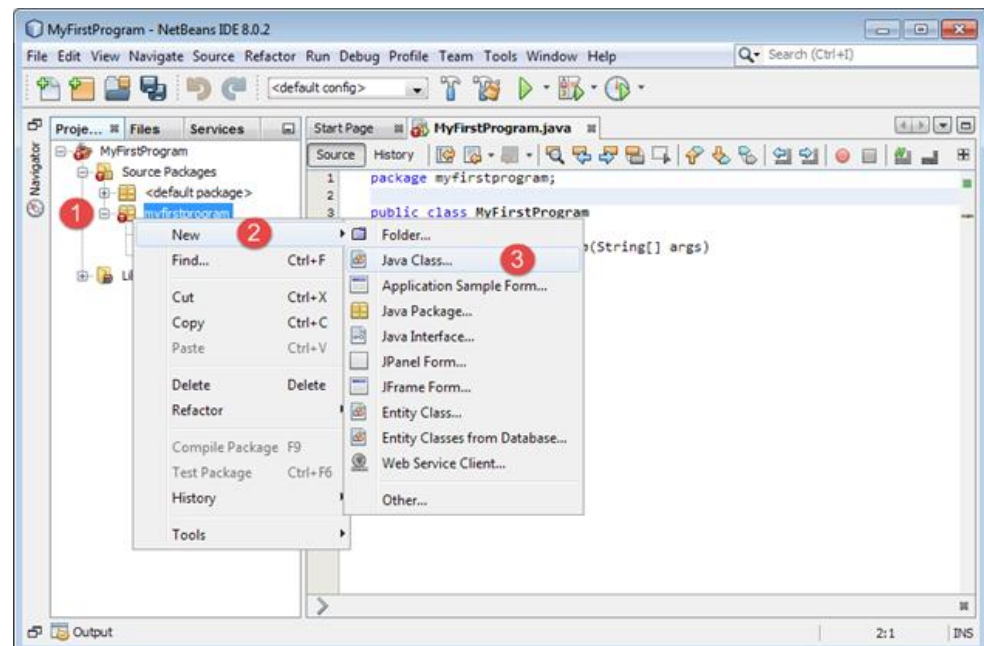 MyFirstProgram - NetBeans IDE 8.0.2
File Edit View Navigate Source Refactor Run Debug Profile Team Tools Window Help
Search (Ctrl+I)
<default config>
Proje... Files Services
Start Page MyFirstProgram.java
Navigator
MyFirstProgram
Source History
Source Packages
1 package myfirstprogram;
<default package>
2
1 myfirstprogram
3 public class MyFirstProgram
New 2
Folder...
(String[] args)
Find... Ctrl+F
Java Class... 3
Application Sample Form...
Cut Ctrl+X
Java Package...
Copy Ctrl+C
Java Interface...
Paste Ctrl+V
JPanel Form...
Delete Delete
JFrame Form...
Refactor
Entity Class...
Entity Classes from Database...
Compile Package F9
Web Service Client...
Test Package Ctrl+F6
History
Other...
Tools
Output
2:1 INS